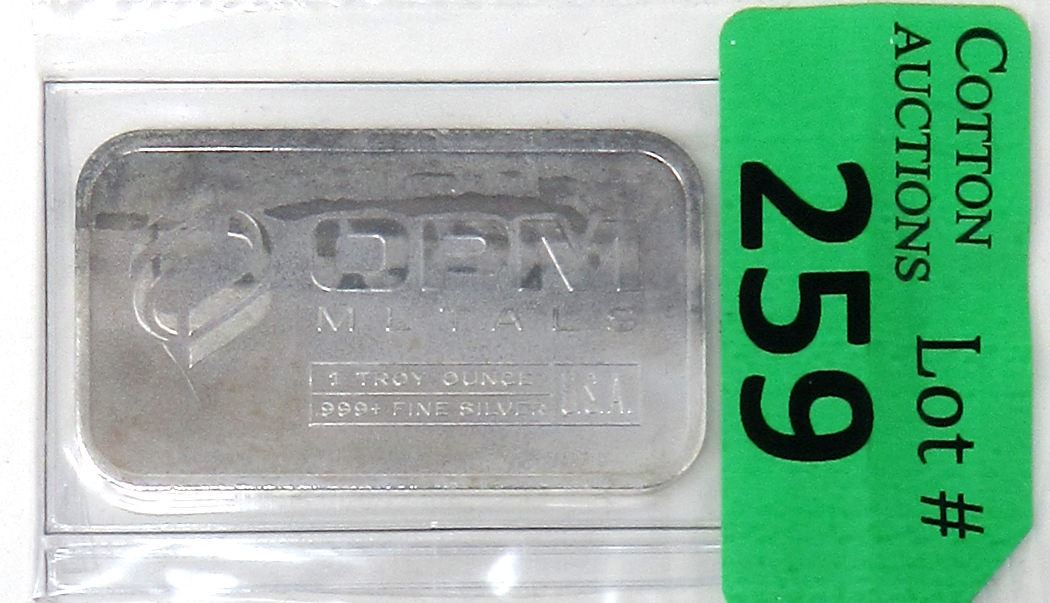 OPM
METALS
1 TROY OUNCE
.999+ FINE SILVER
U.S.A.
COTTON
AUCTIONS
Lot #
259